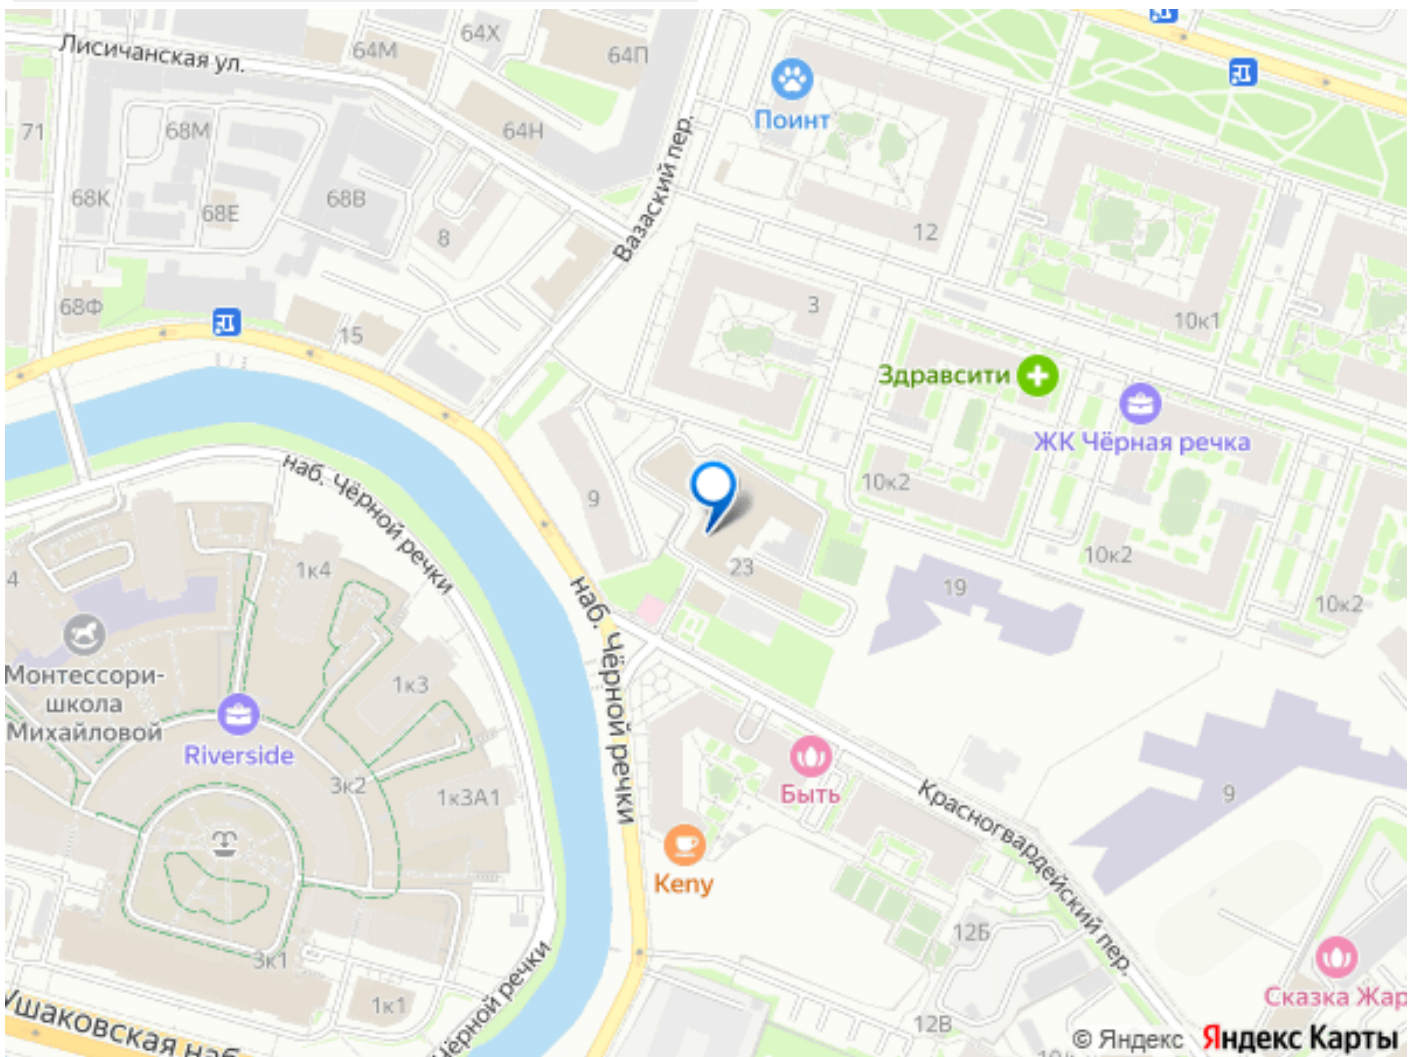 Лисичанская ул.
64М
64Х
64П
71
68М
64Н
Поинт
Вазаский пер.
68К
68Е
68В
8
12
68Ф
15
3
10к1
Здравсити
ЖК Чёрная речка
наб. Чёрной речки
9
10к2
23
10к2
19
10к2
4
1к4
наб. Чёрной речки
Монтессори-
школа
Михайловой
1к3
Riverside
3к2
1к3А1
Быть
Красногвардейский пер.
9
Keny
12Б
3к1
1к1
Чёрной речки
Ушаковская наб.
12В
Сказка Жар
© Яндекс Яндекс Карты